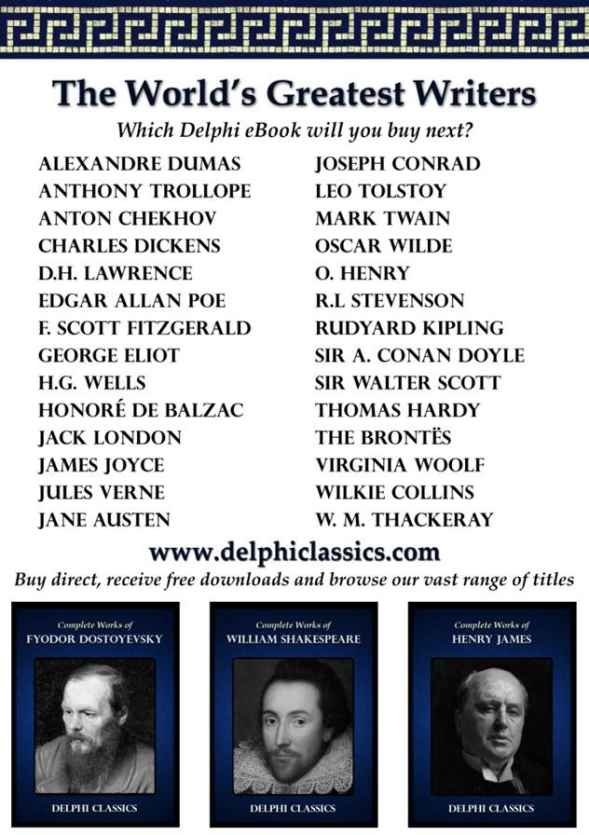 The World's Greatest Writers
Which Delphi eBook will you buy next?
ALEXANDRE DUMAS
ANTHONY TROLLOPE
ANTON CHEKHOV
CHARLES DICKENS
D.H. LAWRENCE
EDGAR ALLAN POE
F. SCOTT FITZGERALD
GEORGE ELIOT
H.G. WELLS
HONORÉ DE BALZAC
JACK LONDON
JAMES JOYCE
JULES VERNE
JANE AUSTEN
JOSEPH CONRAD
LEO TOLSTOY
MARK TWAIN
OSCAR WILDE
O. HENRY
R.L STEVENSON
RUDYARD KIPLING
SIR A. CONAN DOYLE
SIR WALTER SCOTT
THOMAS HARDY
THE BRONTËS
VIRGINIA WOOLF
WILKIE COLLINS
W. M. THACKERAY
www.delphiclassics.com
Buy direct, receive free downloads and browse our vast range of titles
Complete Works of
FYODOR DOSTOYEVSKY
DELPHI CLASSICS
Complete Works of
WILLIAM SHAKESPEARE
DELPHI CLASSICS
Complete Works of
HENRY JAMES
DELPHI CLASSICS